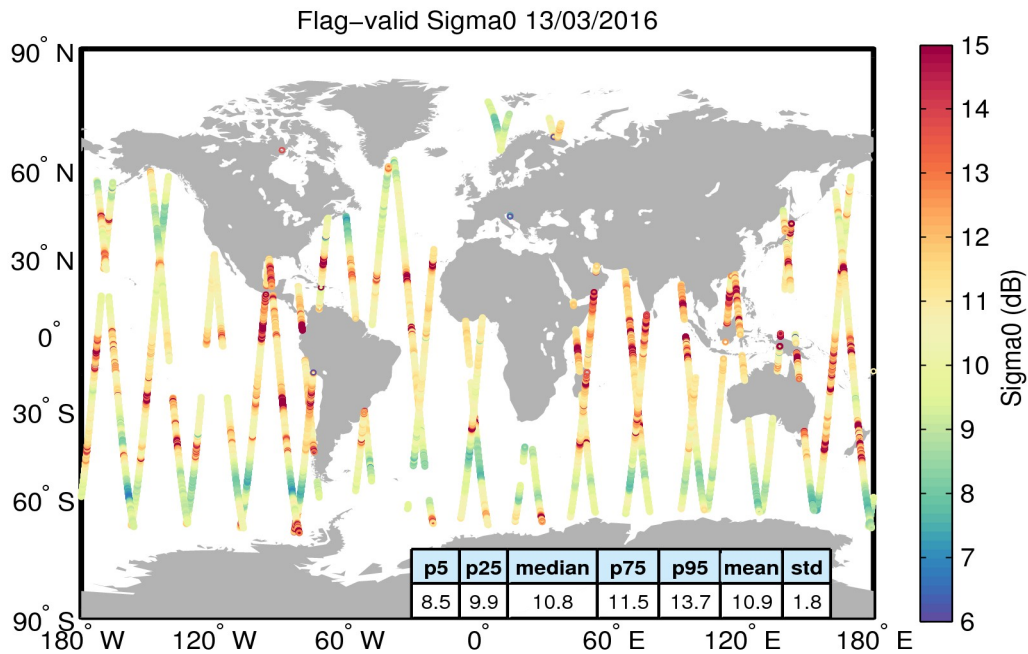 Flag−valid Sigma0 13/03/2016
90° N
60° N
30° N
0°
30° S
60° S
90° S
180° W
120° W
60° W
0°
60° E
120° E
180° E
p5 p25 median p75 p95 mean std
8.5 9.9 10.8 11.5 13.7 10.9 1.8
15
14
13
12
11
10
9
8
7
6
Sigma0 (dB)